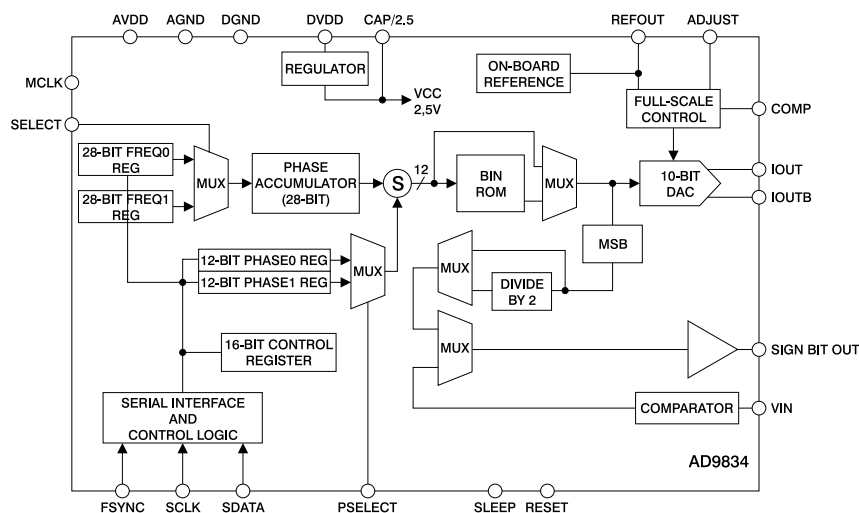 AVDD AGND DGND DVDD CAP/2.5 REFOUT ADJUST
MCLK
REGULATOR
ON-BOARD
REFERENCE
VCC
2,5V
SELECT
FULL-SCALE
CONTROL
COMP
28-BIT FREQ0
REG
28-BIT FREQ1
REG
MUX
PHASE
ACCUMULATOR
(28-BIT)
S
12
BIN
ROM
MUX
10-BIT
DAC
IOUT
IOUTB
MSB
12-BIT PHASE0 REG
12-BIT PHASE1 REG
MUX
MUX
DIVIDE
BY 2
16-BIT CONTROL
REGISTER
MUX
SIGN BIT OUT
SERIAL INTERFACE
AND
CONTROL LOGIC
COMPARATOR
VIN
AD9834
FSYNC SCLK SDATA PSELECT SLEEP RESET